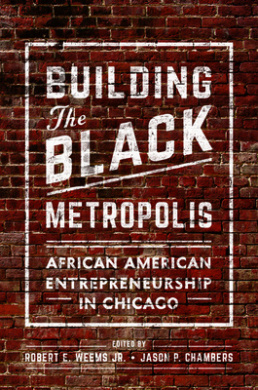 BUILDING
The
BLACK
METROPOLIS
AFRICAN AMERICAN
ENTREPRENEURSHIP
IN CHICAGO
EDITED BY
ROBERT E. WEEMS JR. • JASON P. CHAMBERS